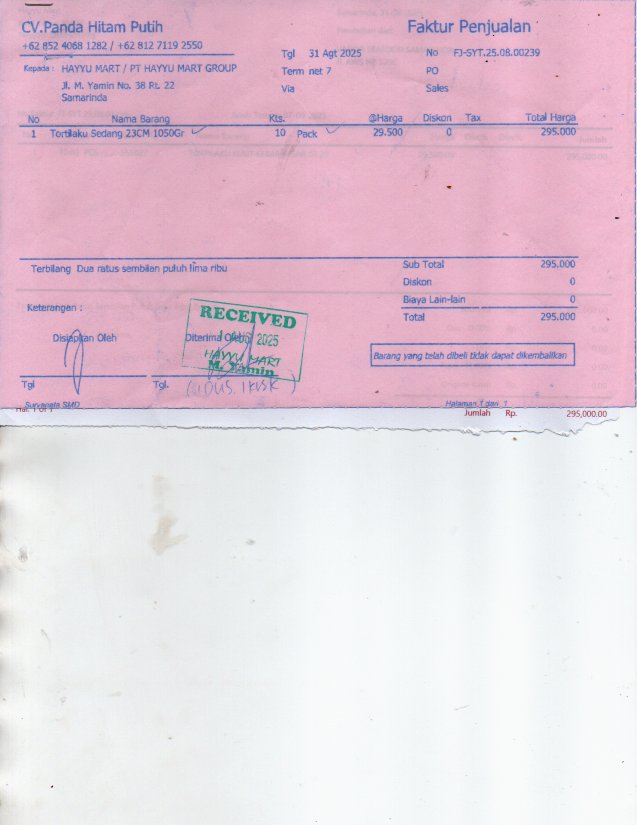 CV.Panda Hitam Putih
+62 852 4068 1282 / +62 812 7119 2550
Kepada : HAYYU MART / PT HAYYU MART GROUP
Jl. M. Yamin No. 38 Rt. 22
Samarinda
Faktur Penjualan
Tgl 31 Agt 2025 No FJ-SYT.25.08.00239
Term net 7 PO
Via Sales
No Nama Barang Kts. @Harga Diskon Tax Total Harga
1 Tortilaku Sedang 23CM 1050Gr 10 Pack 29.500 0 295.000
Terbilang Dua ratus sembilan puluh lima ribu
Sub Total 295.000
Diskon 0
Biaya Lain-lain 0
Total 295.000
Keterangan :
Disiapkan Oleh Diterima Oleh
RECEIVED
2025
HAYYU MART
M. Yamin
Barang yang telah dibeli tidak dapat dikembalikan
Tgl Tgl.
Suryanata SMD Halaman 1 dari 1
Hal. 1 of 1
Jumlah Rp. 295,000.00